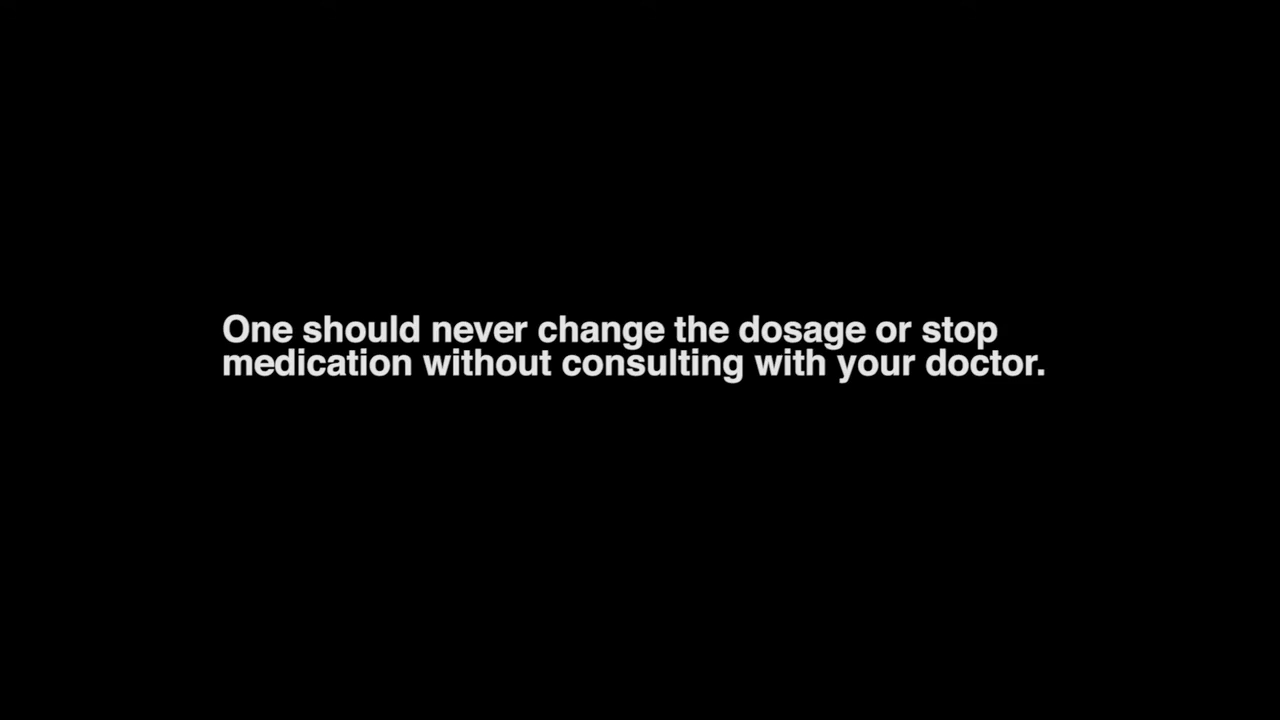 One should never change the dosage or stop
medication without consulting with your doctor.